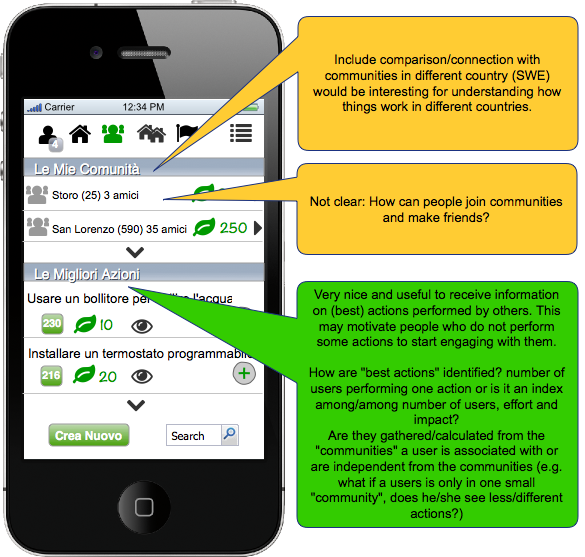 Carrier 12:34 PM
4
Le Mie Comunità
Storo (25) 3 amici
San Lorenzo (590) 35 amici 250
Le Migliori Azioni
Usare un bollitore per l'acqua
230 10
Installare un termostato programmabil
216 20
Crea Nuovo Search
Include comparison/connection with
communities in different country (SWE)
would be interesting for understanding how
things work in different countries.
Not clear: How can people join communities
and make friends?
Very nice and useful to receive information
on (best) actions performed by others. This
may motivate people who do not perform
some actions to start engaging with them.
How are "best actions" identified? number of
users performing one action or is it an index
among/among number of users, effort and
impact?
Are they gathered/calculated from the
"communities" a user is associated with or
are independent from the communities (e.g.
what if a users is only in one small
"community", does he/she see less/different
actions?)